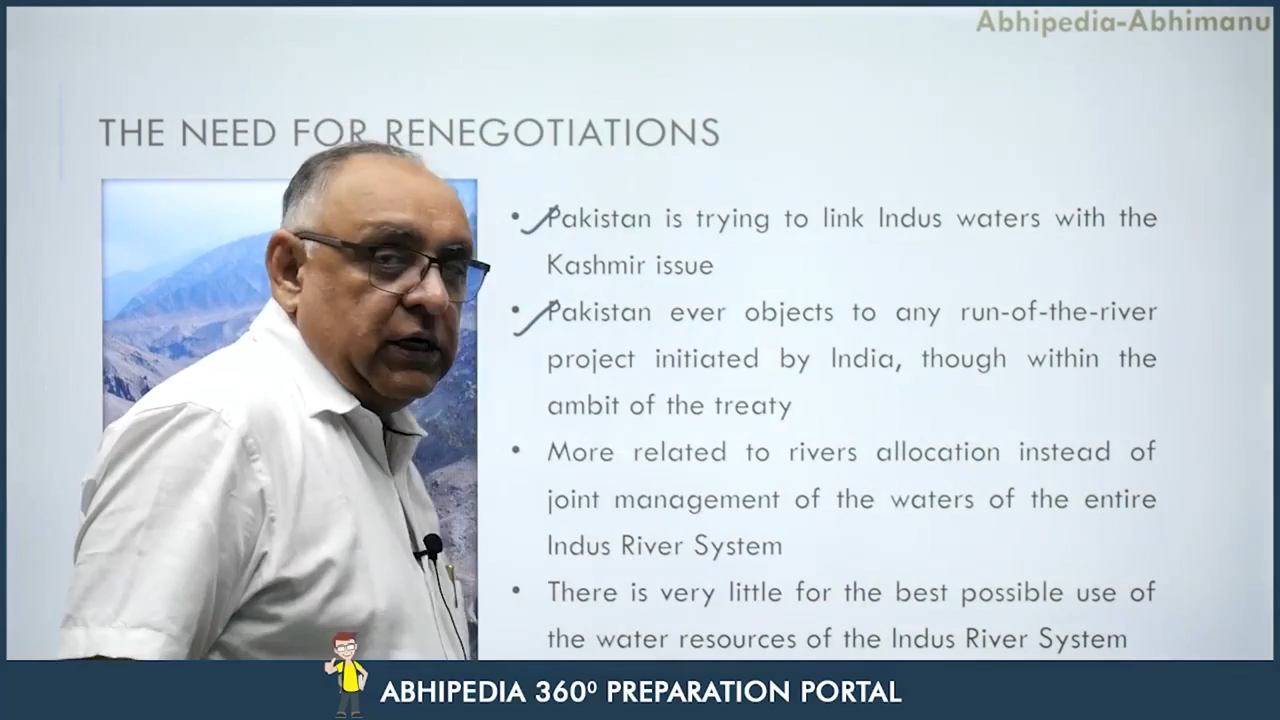 Abhipedia-Abhimanu
THE NEED FOR RENEGOTIATIONS
• Pakistan is trying to link Indus waters with the
Kashmir issue
• Pakistan ever objects to any run-of-the-river
project initiated by India, though within the
ambit of the treaty
• More related to rivers allocation instead of
joint management of the waters of the entire
Indus River System
• There is very little for the best possible use of
the water resources of the Indus River System
ABHIPEDIA 360⁰ PREPARATION PORTAL